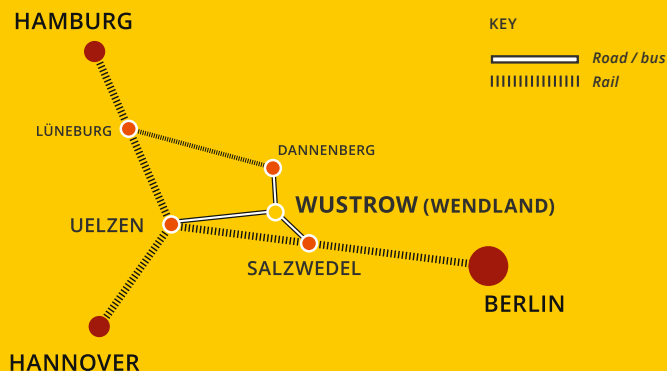 HAMBURG
KEY
Road / bus
Rail
LÜNEBURG
DANNENBERG
WUSTROW (WENDLAND)
UELZEN
SALZWEDEL
BERLIN
HANNOVER